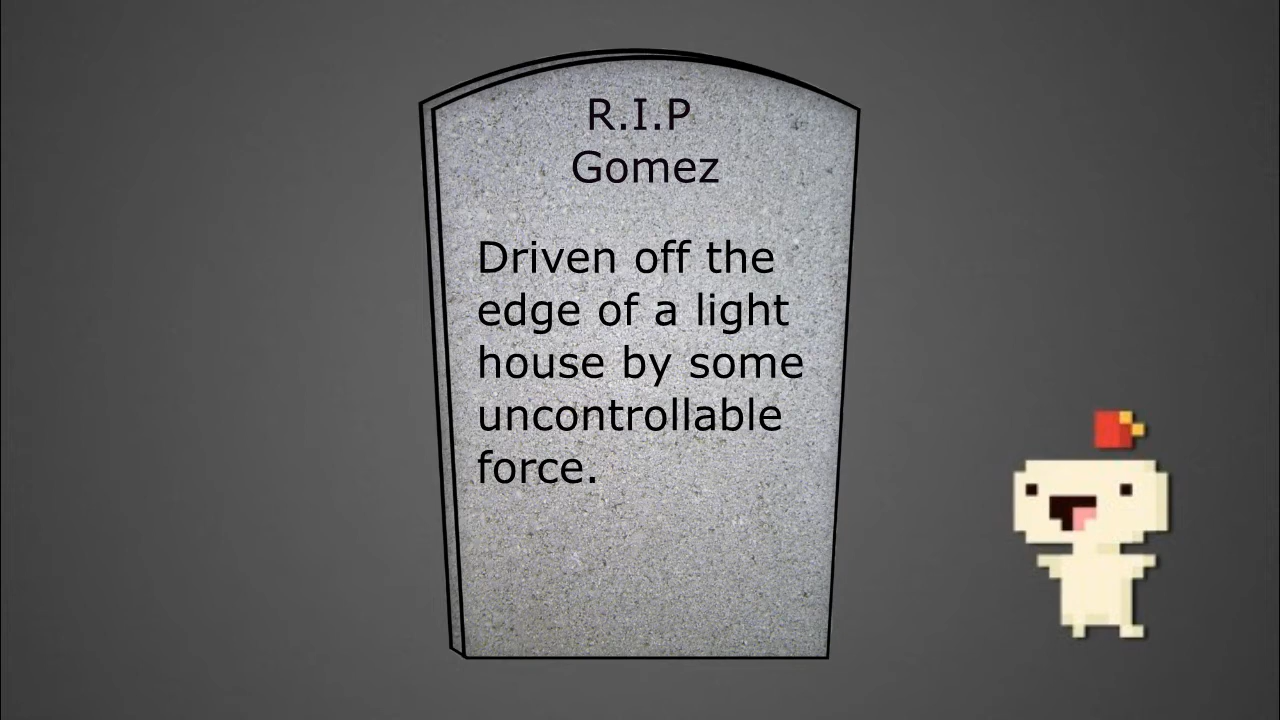 R.I.P
Gomez
Driven off the
edge of a light
house by some
uncontrollable
force.